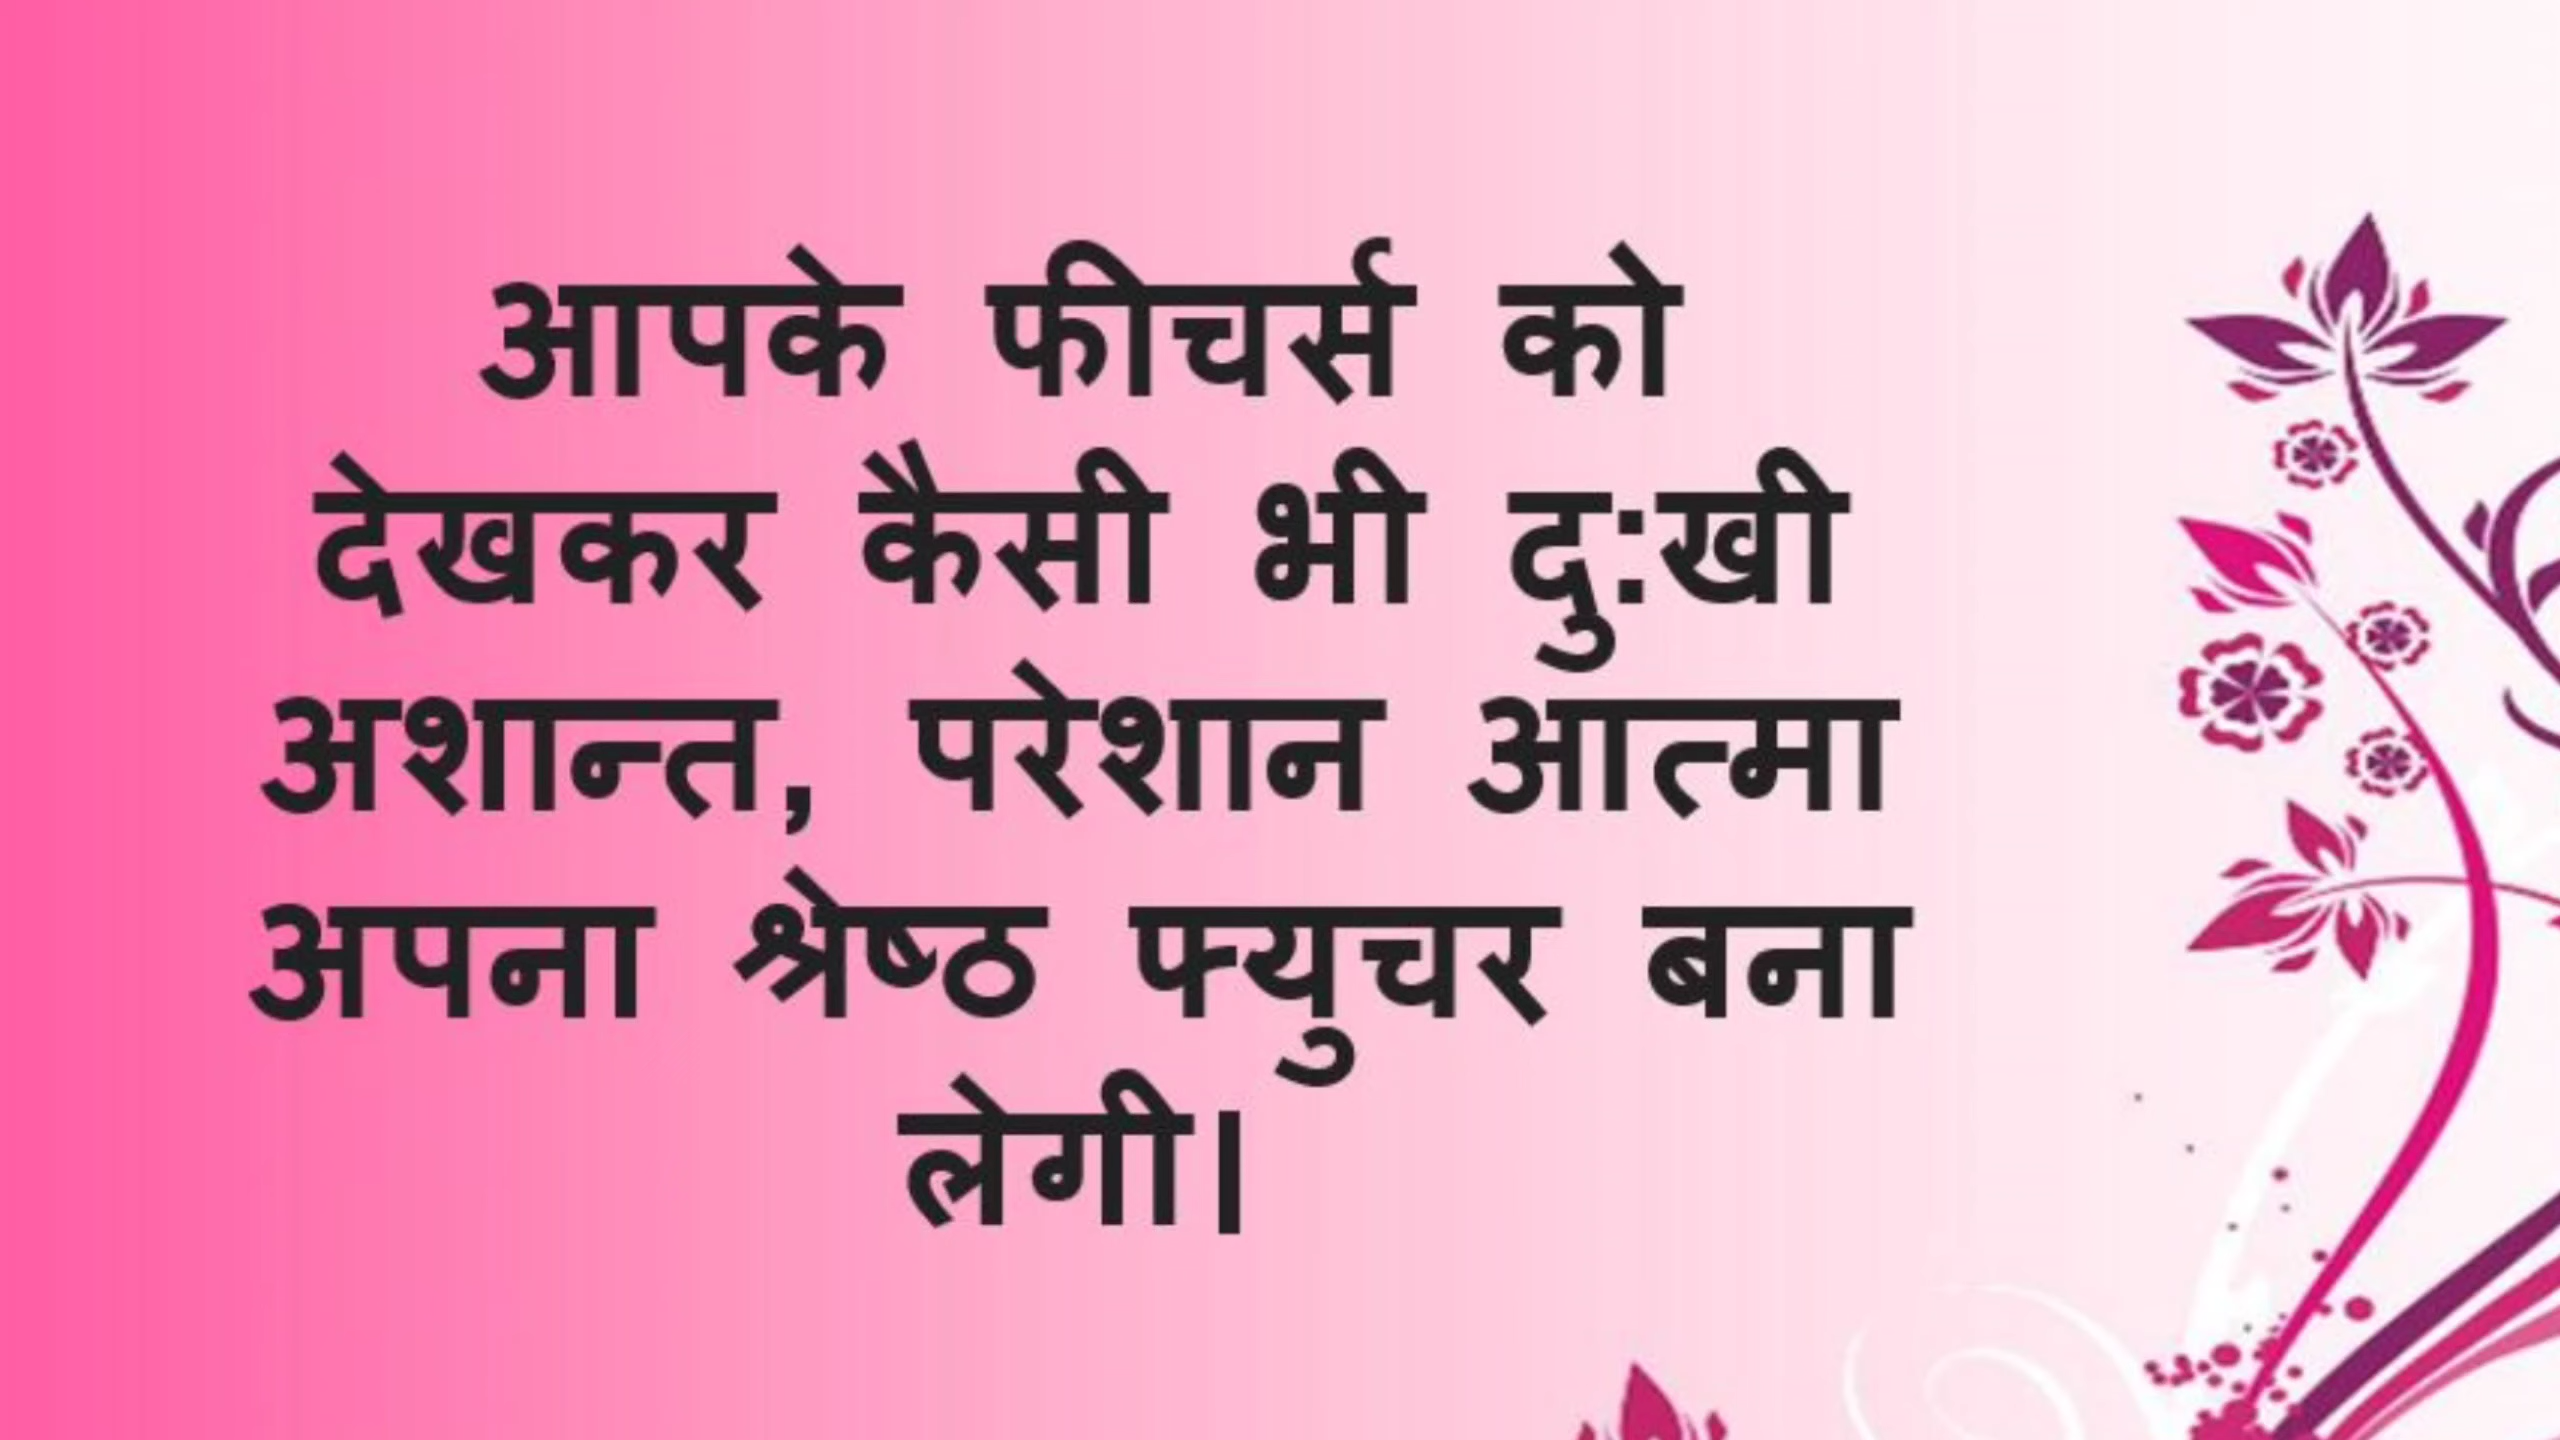 आपके फीचर्स को
देखकर कैसी भी दु:खी
अशान्त, परेशान आत्मा
अपना श्रेष्ठ फ्युचर बना
लेगी।